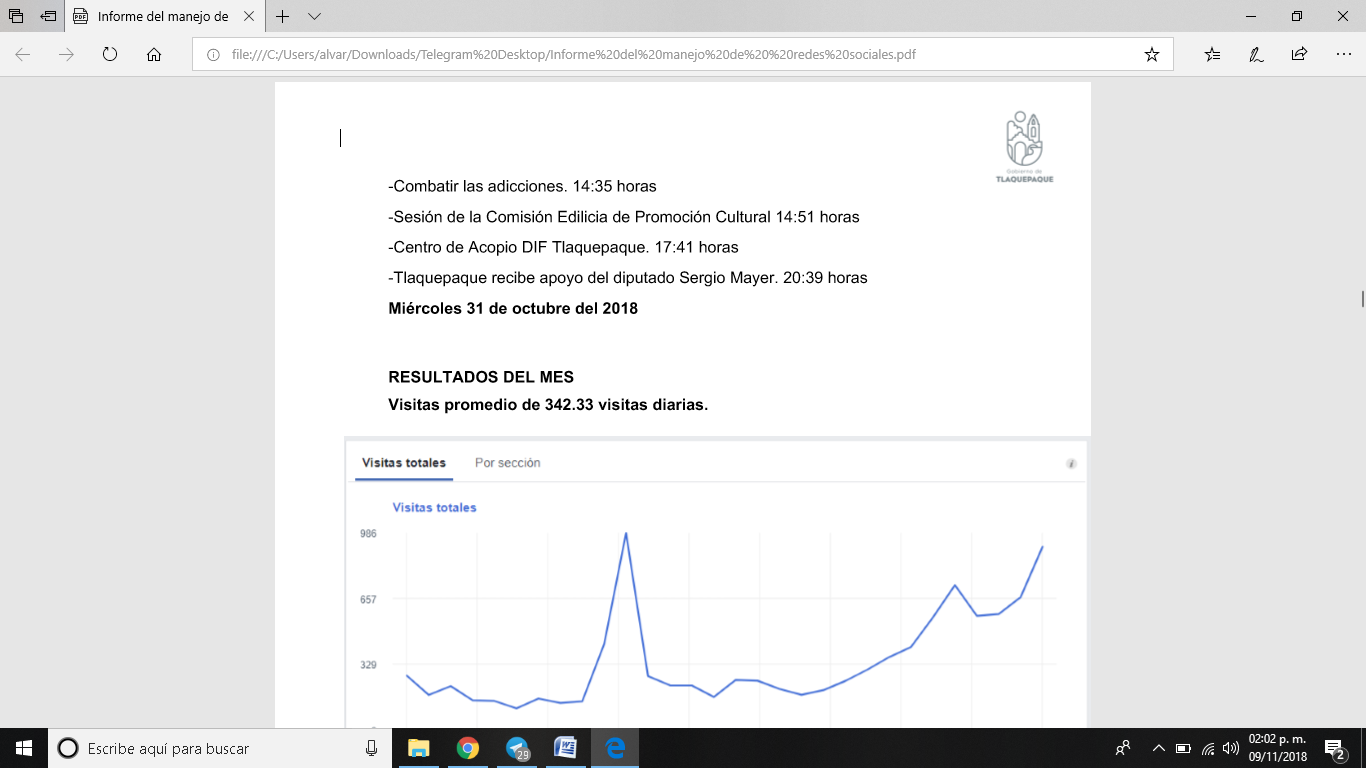 Informe del manejo de
file:///C:/Users/alvar/Downloads/Telegram%20Desktop/Informe%20del%20manejo%20de%20%20redes%20sociales.pdf
Gobierno de
TLAQUEPAQUE
-Combatir las adicciones. 14:35 horas
-Sesión de la Comisión Edilicia de Promoción Cultural 14:51 horas
-Centro de Acopio DIF Tlaquepaque. 17:41 horas
-Tlaquepaque recibe apoyo del diputado Sergio Mayer. 20:39 horas
Miércoles 31 de octubre del 2018
RESULTADOS DEL MES
Visitas promedio de 342.33 visitas diarias.
Visitas totales Por sección
Visitas totales
986
657
329
Escribe aquí para buscar
29
02:02 p. m.
09/11/2018
2